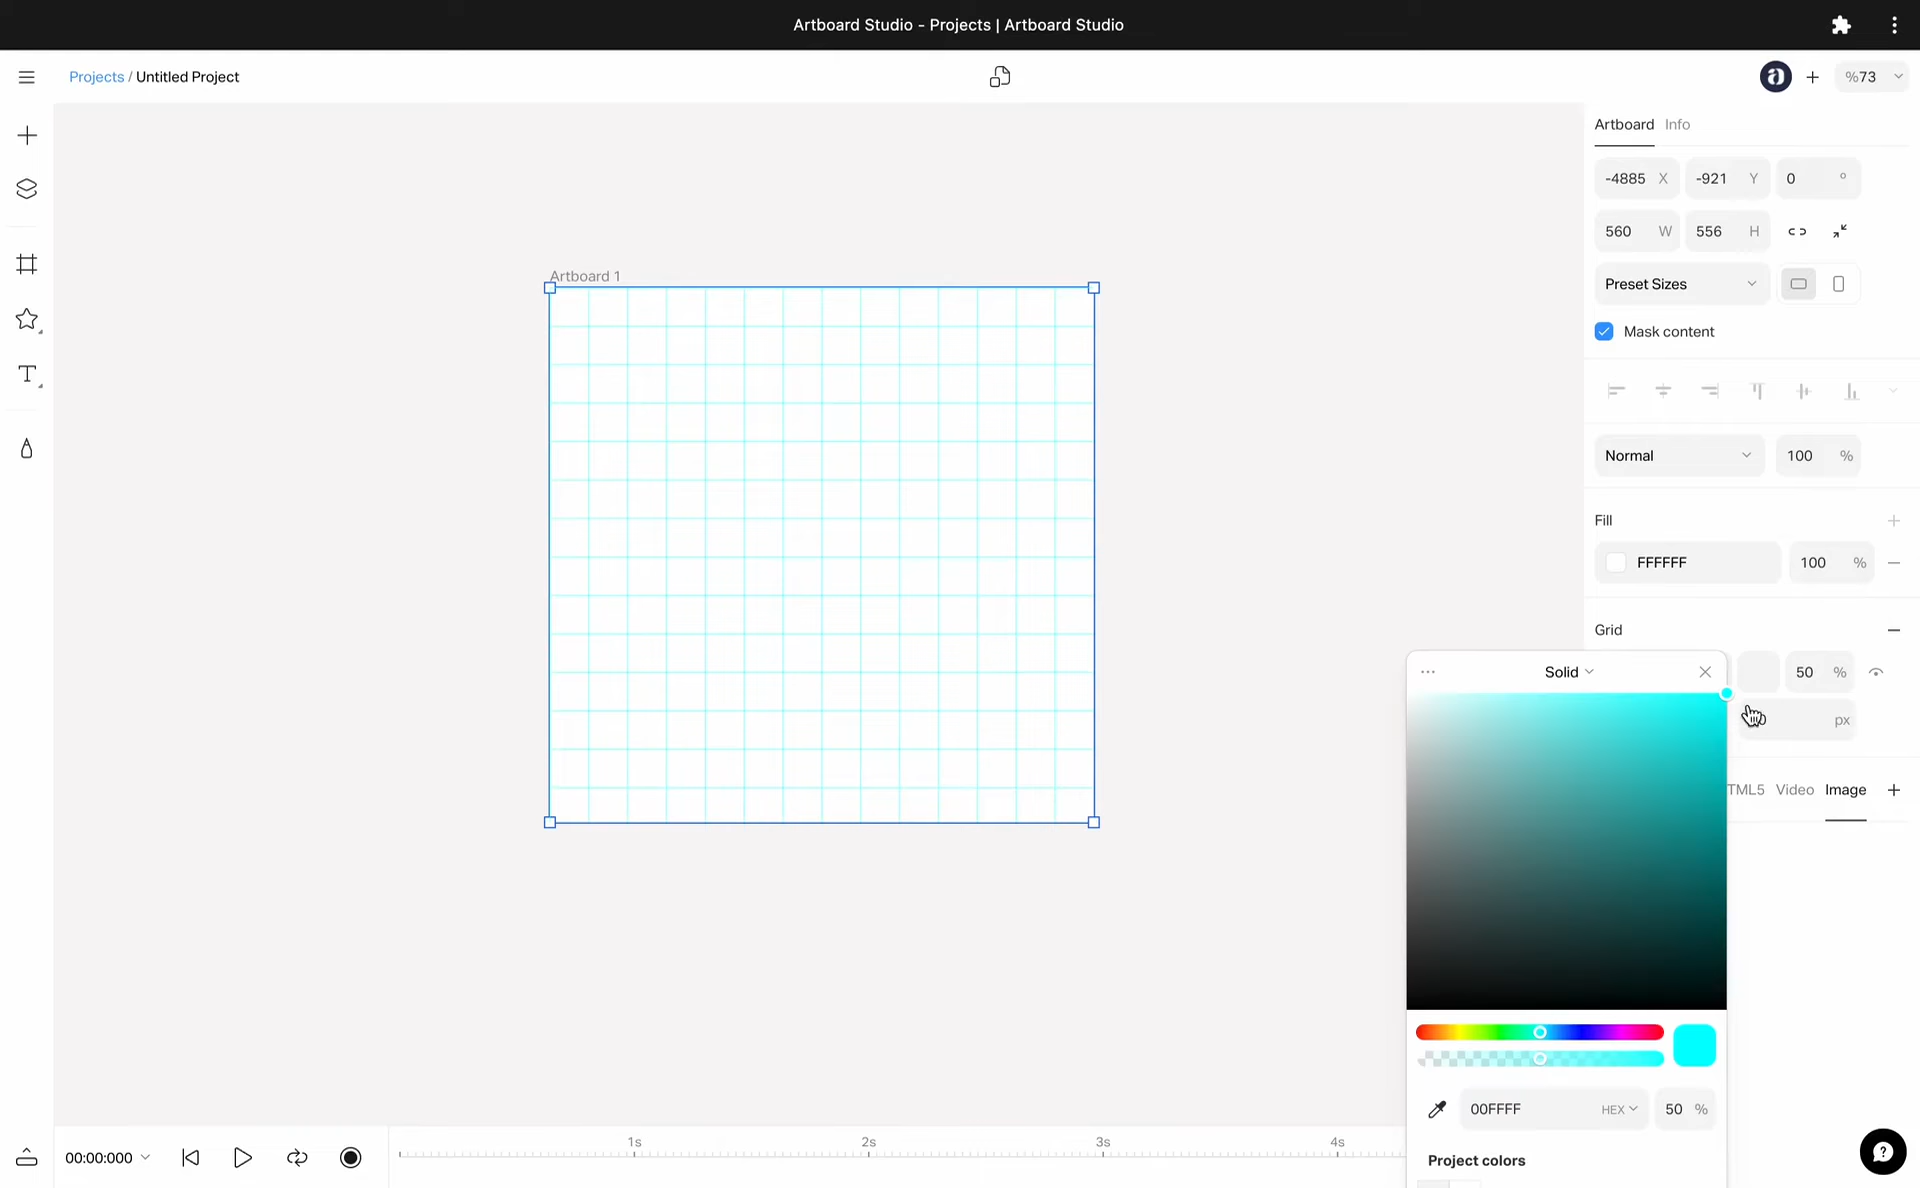 Artboard Studio - Projects | Artboard Studio
Projects / Untitled Project
%73
Artboard Info
-4885 X -921 Y 0 °
560 W 556 H
Preset Sizes
Mask content
Artboard 1
Normal 100 %
Fill
FFFFFF 100 %
Grid
Solid 50 %
px
TML5 Video Image
00FFFF HEX 50 %
Project colors
00:00:000
1s 2s 3s 4s